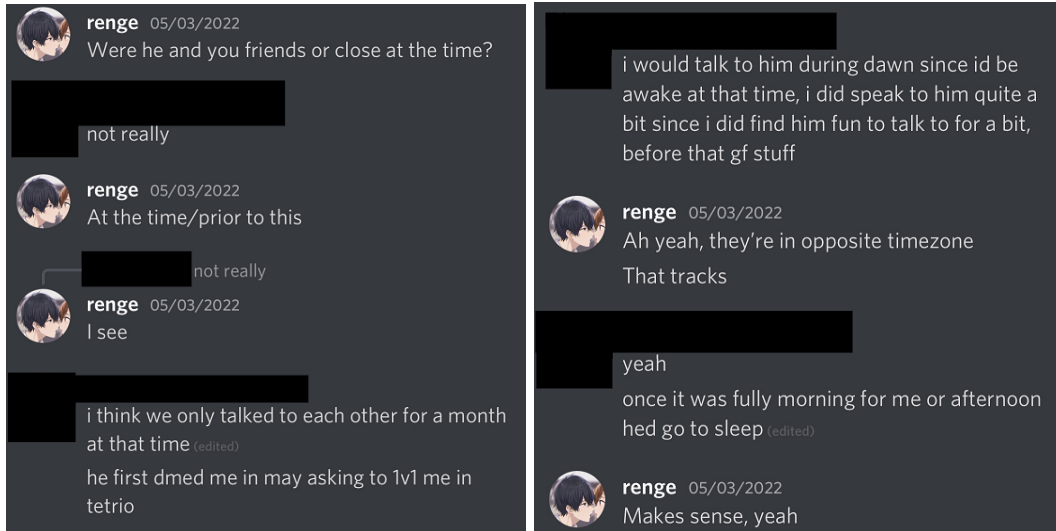 renge 05/03/2022
Were he and you friends or close at the time?
not really
renge 05/03/2022
At the time/prior to this
not really
renge 05/03/2022
I see
i think we only talked to each other for a month
at that time (edited)
he first dmed me in may asking to 1v1 me in
tetrio
i would talk to him during dawn since id be
awake at that time, i did speak to him quite a
bit since i did find him fun to talk to for a bit,
before that gf stuff
renge 05/03/2022
Ah yeah, they're in opposite timezone
That tracks
yeah
once it was fully morning for me or afternoon
hed go to sleep (edited)
renge 05/03/2022
Makes sense, yeah